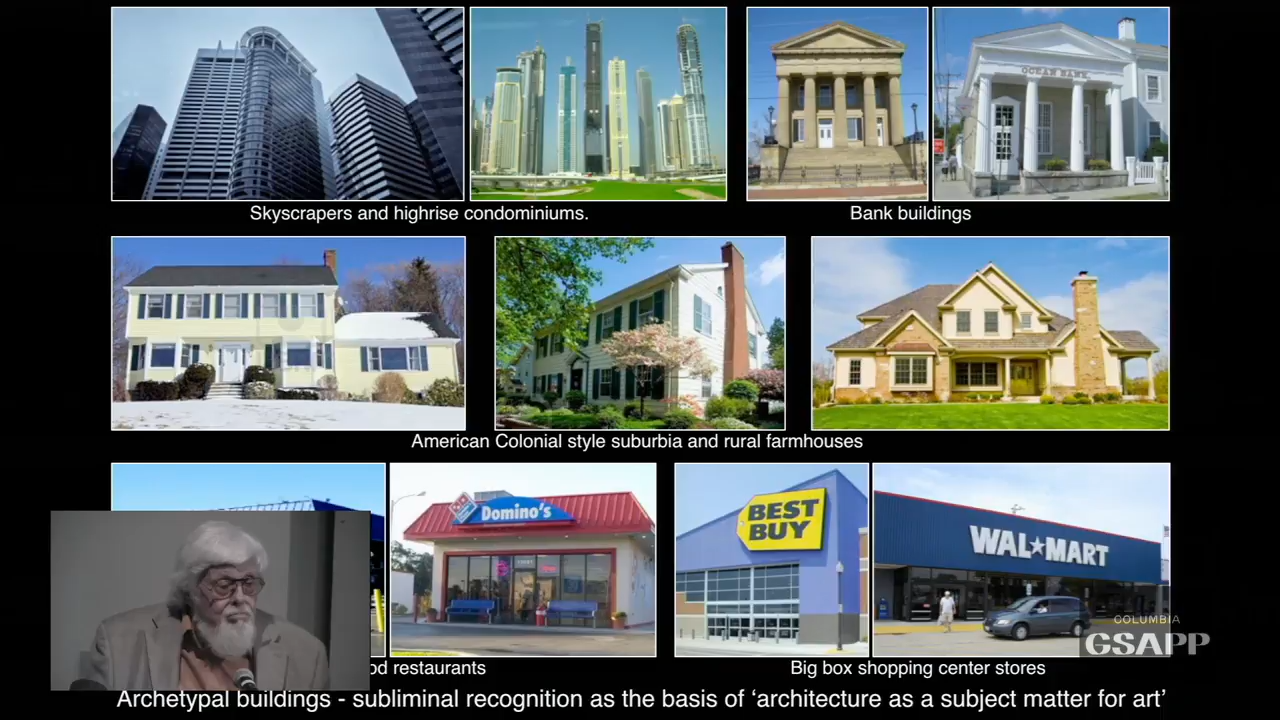 OCEAN BANK
Skyscrapers and highrise condominiums.
Bank buildings
American Colonial style suburbia and rural farmhouses
Domino's
BEST
BUY
WAL★MART
COLUMBIA
GSAPP
od restaurants
Big box shopping center stores
Archetypal buildings - subliminal recognition as the basis of ‘architecture as a subject matter for art’